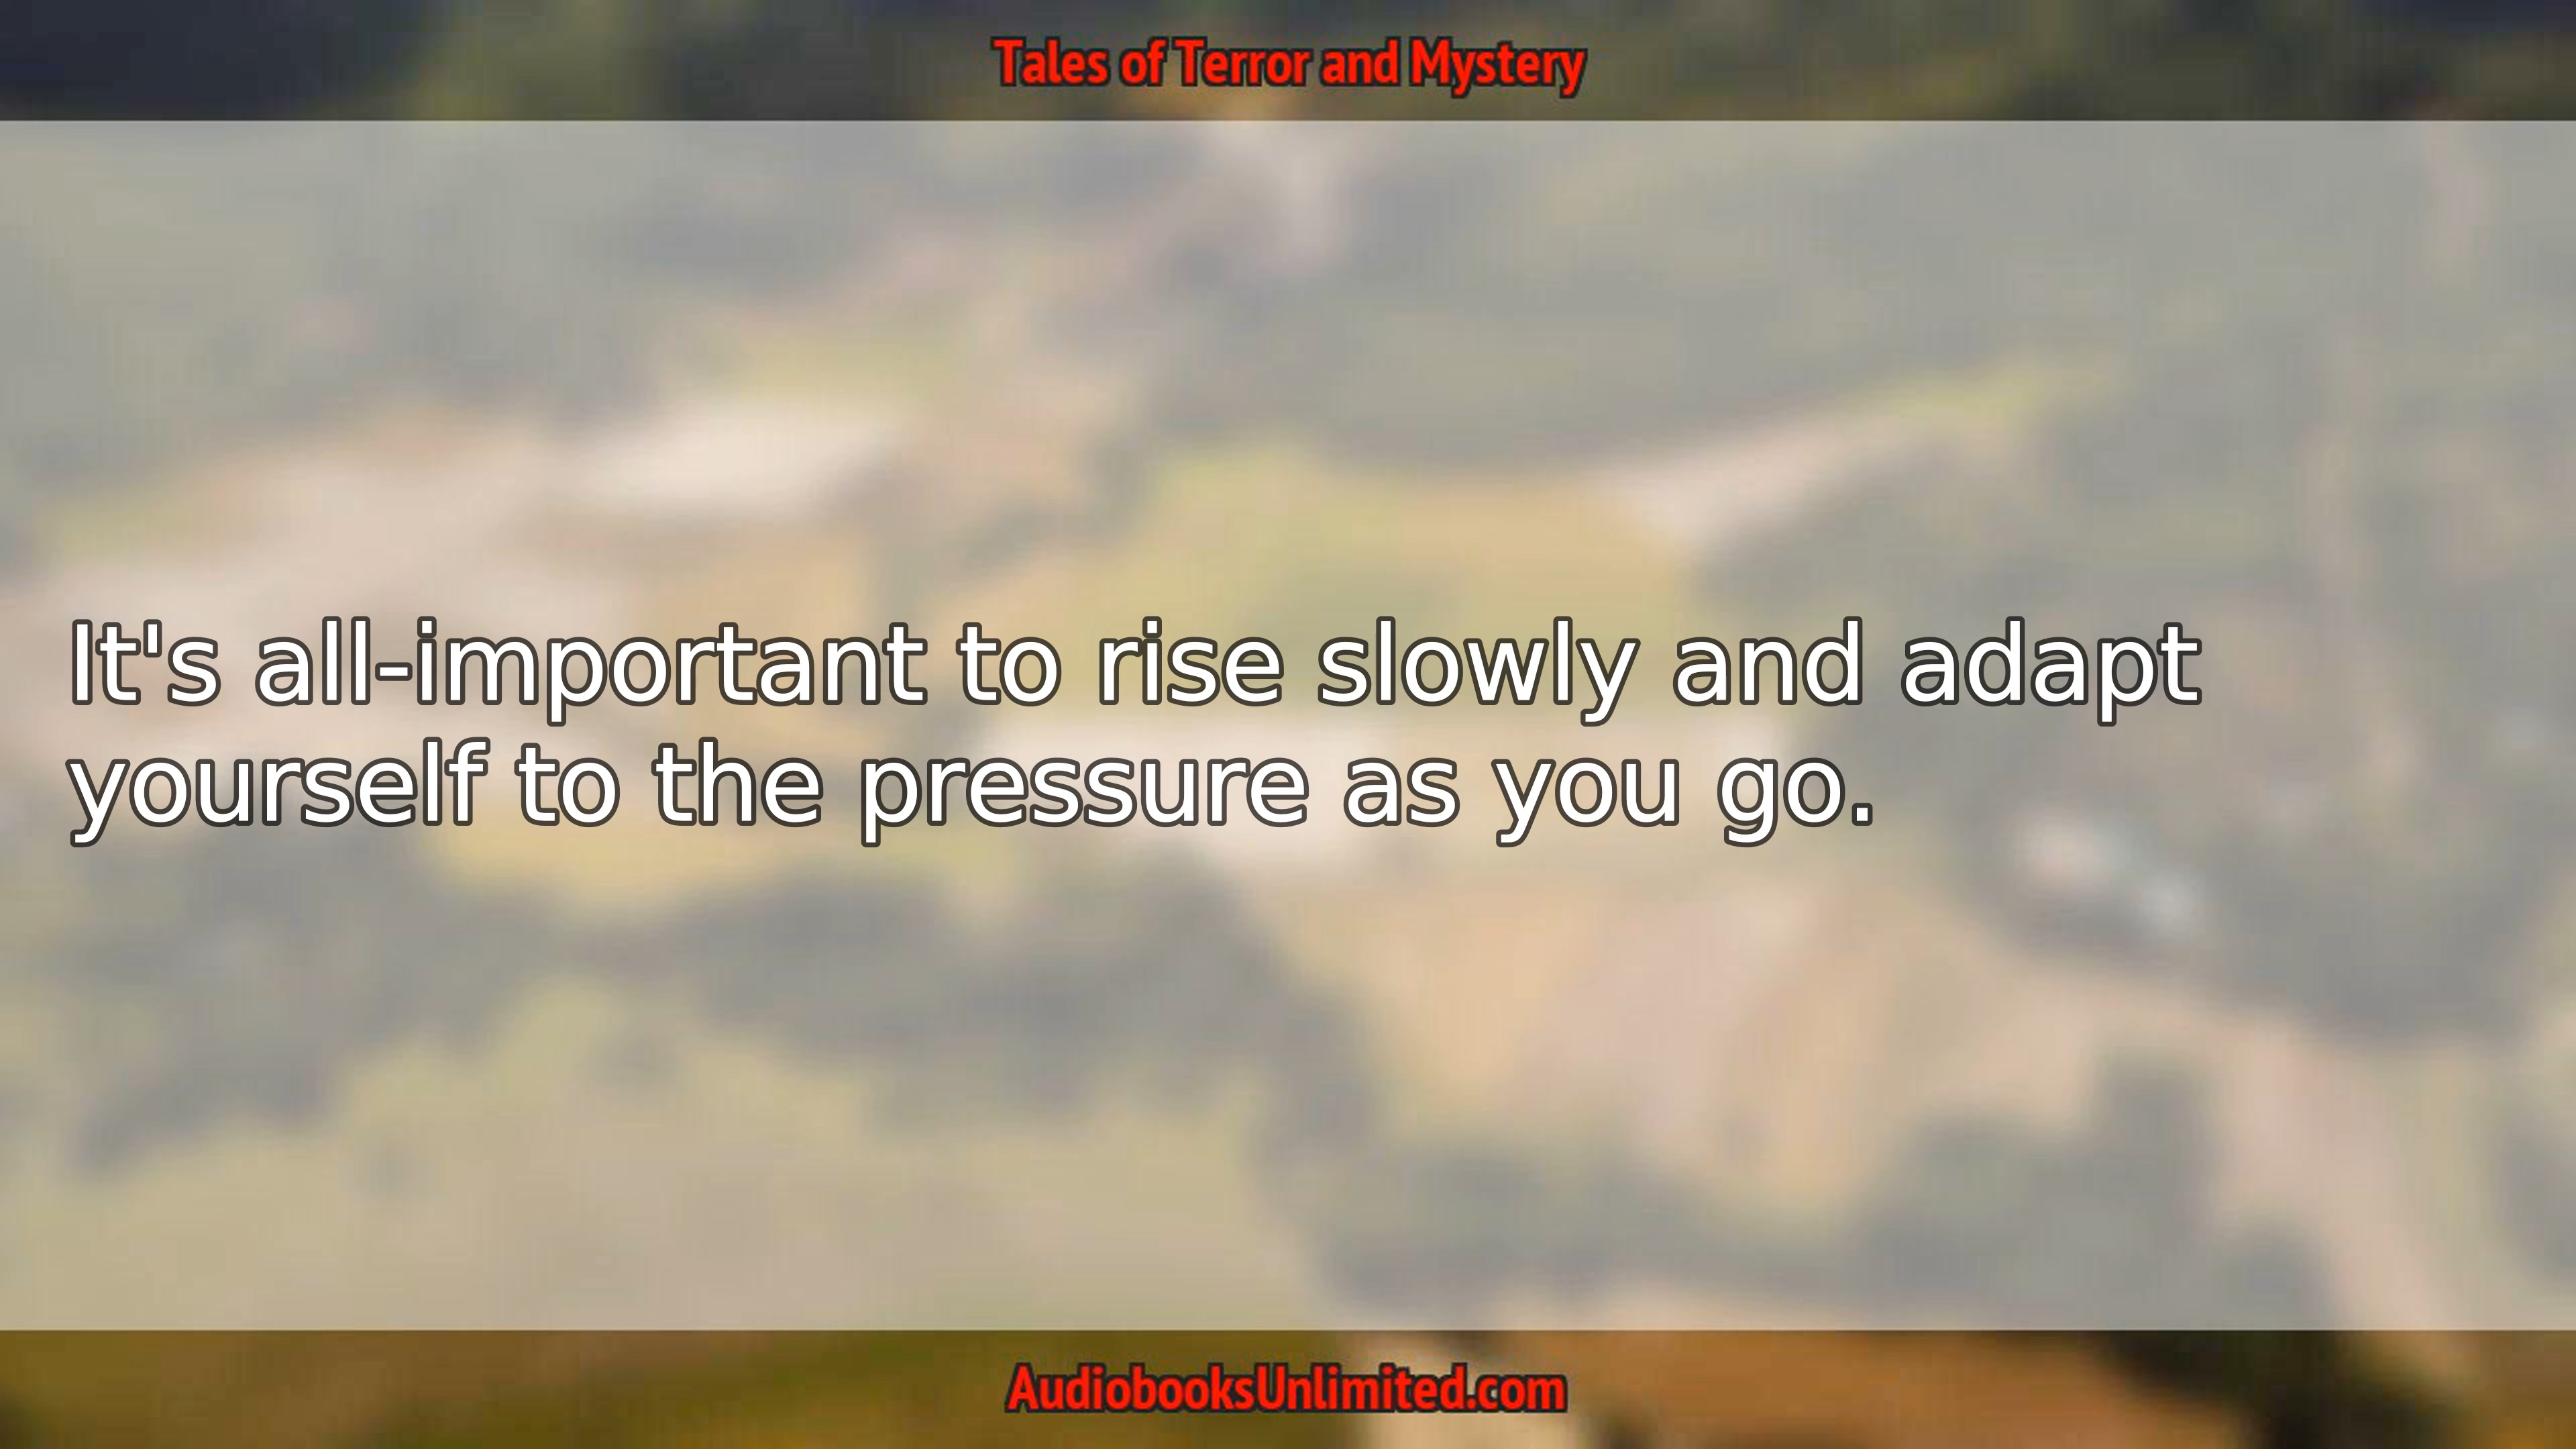 Tales of Terror and Mystery
It's all-important to rise slowly and adapt
yourself to the pressure as you go.
AudiobooksUnlimited.com